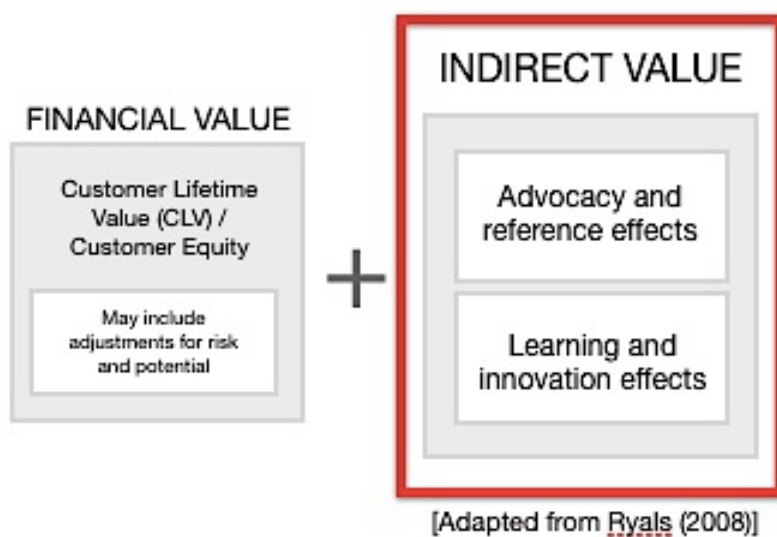 FINANCIAL VALUE
Customer Lifetime
Value (CLV) /
Customer Equity
May include
adjustments for risk
and potential
+
INDIRECT VALUE
Advocacy and
reference effects
Learning and
innovation effects
[Adapted from Ryals (2008)]